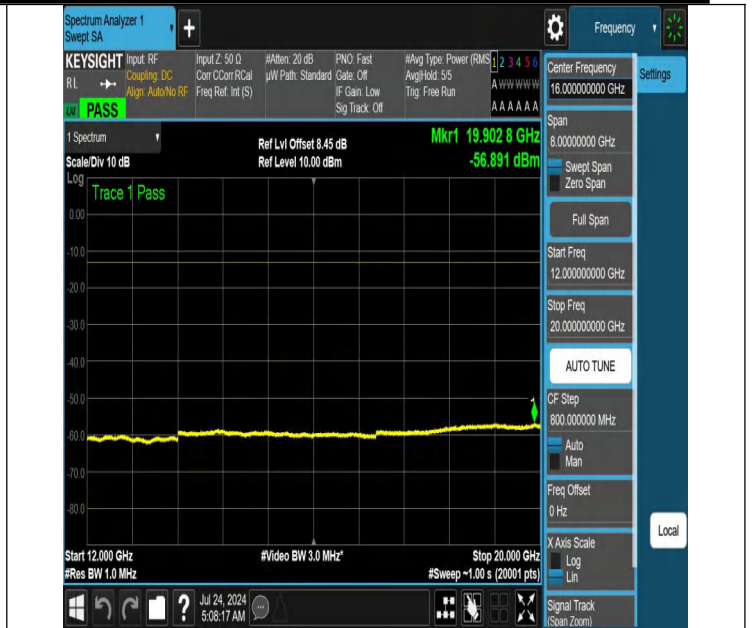 Spectrum Analyzer 1
Swept SA
+
Frequency
KEYSIGHT
RL
PASS
Input: RF
Coupling: DC
Align: Auto/No RF
Input Z: 50 Ω
Corr CCorr RCal
Freq Ref: Int (S)
#Atten: 20 dB
µW Path: Standard
PNO: Fast
Gate: Off
IF Gain: Low
Sig Track: Off
#Avg Type: Power (RMS
Avg|Hold: 5/5
Trig: Free Run
1 2 3 4 5 6
A W W W W W
A A A A A A
1 Spectrum
Scale/Div 10 dB
Ref Lvl Offset 8.45 dB
Ref Level 10.00 dBm
Mkr1 19.902 8 GHz
-56.891 dBm
Log
Trace 1 Pass
0.00
-10.0
-20.0
-30.0
-40.0
-50.0
-60.0
-70.0
-80.0
1
Start 12.000 GHz
#Res BW 1.0 MHz
#Video BW 3.0 MHz*
Stop 20.000 GHz
#Sweep ~1.00 s (20001 pts)
?
Jul 24, 2024
5:08:17 AM
Center Frequency
16.000000000 GHz
Settings
Span
8.00000000 GHz
Swept Span
Zero Span
Full Span
Start Freq
12.000000000 GHz
Stop Freq
20.000000000 GHz
AUTO TUNE
CF Step
800.000000 MHz
Auto
Man
Freq Offset
0 Hz
X Axis Scale
Log
Lin
Local
Signal Track
(Span Zoom)